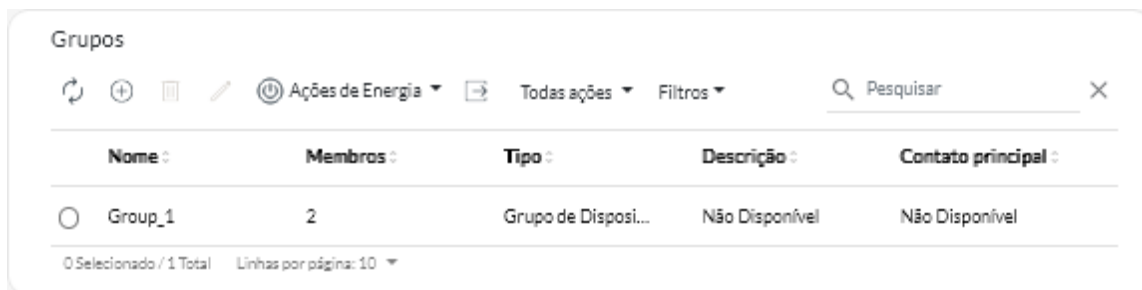 Grupos
Ações de Energia Todas ações Filtros Pesquisar
Nome Membros Tipo Descrição Contato principal
Group_1 2 Grupo de Disposi... Não Disponível Não Disponível
0 Selecionado / 1 Total Linhas por página: 10